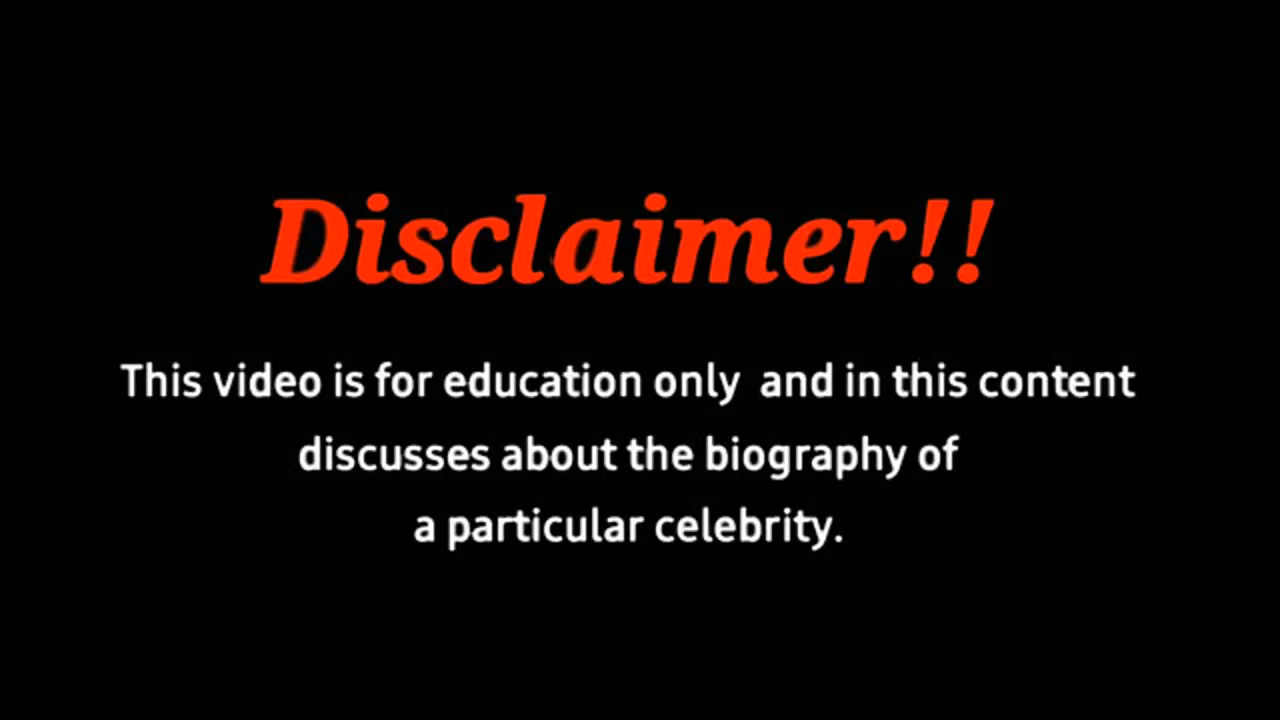 Disclaimer!!
This video is for education only  and in this content
discusses about the biography of
a particular celebrity.